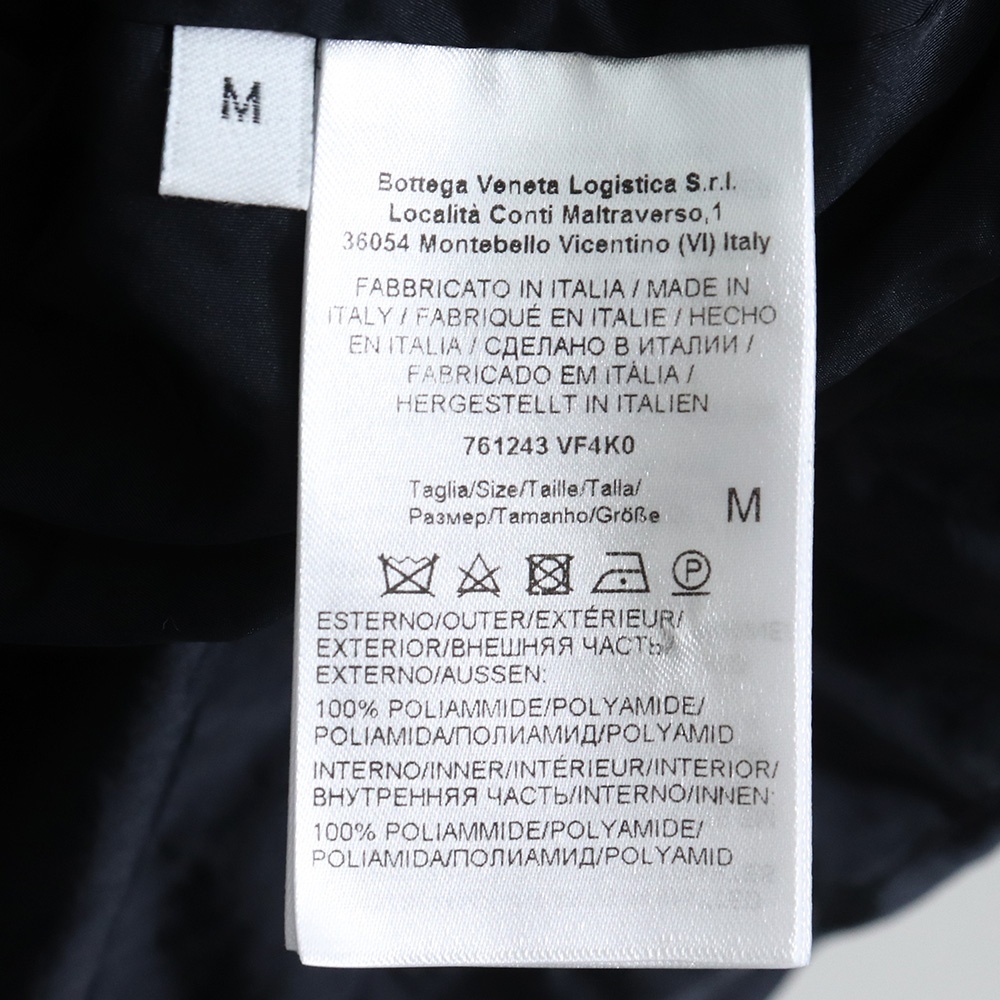 M
Bottega Veneta Logistica S.r.l.
Località Conti Maltraverso,1
36054 Montebello Vicentino (VI) Italy
FABBRICATO IN ITALIA / MADE IN
ITALY / FABRIQUÉ EN ITALIE / HECHO
EN ITALIA / СДЕЛАНО В ИТАЛИИ /
FABRICADO EM ITÁLIA /
HERGESTELLT IN ITALIEN
761243 VF4K0
Taglia/Size/Taille/Talla/
Размер/Tamanho/Größe
M
P
ESTERNO/OUTER/EXTÉRIEUR/
EXTERIOR/ВНЕШНЯЯ ЧАСТЬ/
EXTERNO/AUSSEN:
100% POLIAMMIDE/POLYAMIDE/
POLIAMIDA/ПОЛИАМИД/POLYAMID
INTERNO/INNER/INTÉRIEUR/INTERIOR/
ВНУТРЕННЯЯ ЧАСТЬ/INTERNO/INNEN:
100% POLIAMMIDE/POLYAMIDE/
POLIAMIDA/ПОЛИАМИД/POLYAMID